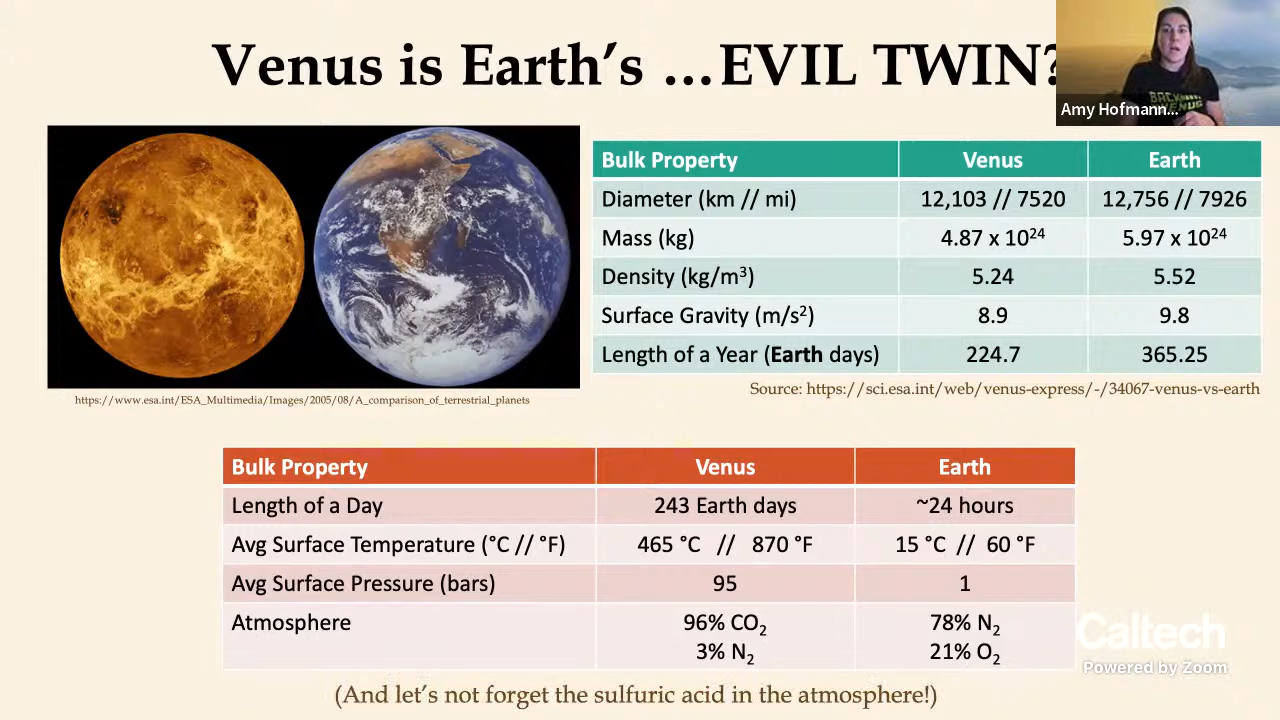 Venus is Earth's ...EVIL TWIN?
Amy Hofmann...
BACK
VENUS
Bulk Property Venus Earth
Diameter (km // mi) 12,103 // 7520 12,756 // 7926
Mass (kg) 4.87 x 10²⁴ 5.97 x 10²⁴
Density (kg/m³) 5.24 5.52
Surface Gravity (m/s²) 8.9 9.8
Length of a Year (Earth days) 224.7 365.25
Source: https://sci.esa.int/web/venus-express/-/34067-venus-vs-earth
https://www.esa.int/ESA_Multimedia/Images/2005/08/A_comparison_of_terrestrial_planets
Bulk Property Venus Earth
Length of a Day 243 Earth days ~24 hours
Avg Surface Temperature (°C // °F) 465 °C // 870 °F 15 °C // 60 °F
Avg Surface Pressure (bars) 95 1
Atmosphere 96% CO₂ 78% N₂
3% N₂ 21% O₂
Caltech
Powered by Zoom
(And let's not forget the sulfuric acid in the atmosphere!)